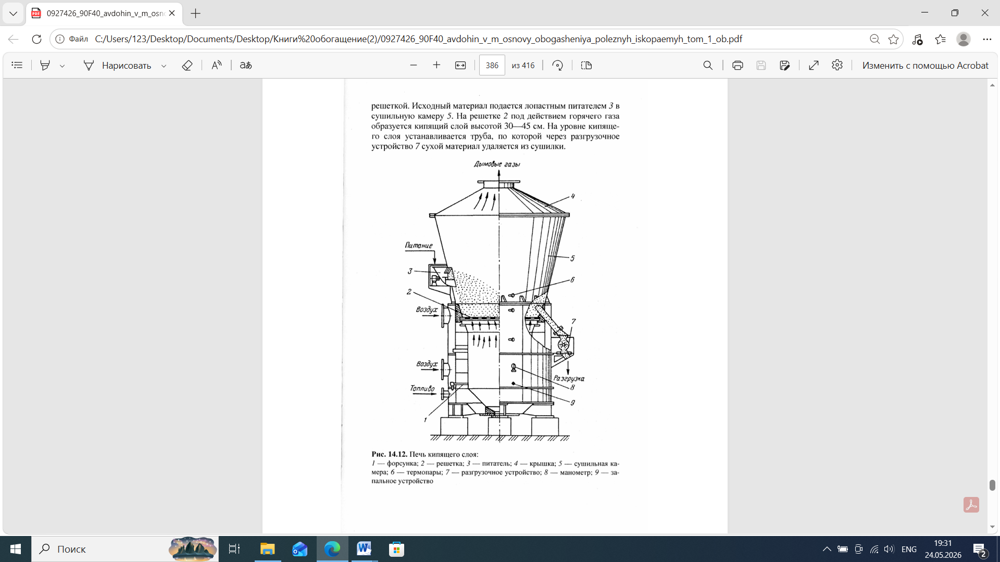 0927426_90F40_avdohin_v_m_osno
Файл
C:/Users/123/Desktop/Documents/Desktop/Книги%20обогащение(2)/0927426_90F40_avdohin_v_m_osnovy_obogasheniya_poleznyh_iskopaemyh_tom_1_ob.pdf
Нарисовать
аあ
386 из 416
Изменить с помощью Acrobat
решеткой. Исходный материал подается лопастным питателем 3 в
сушильную камеру 5. На решетке 2 под действием горячего газа
образуется кипящий слой высотой 30—45 см. На уровне кипяще-
го слоя устанавливается труба, по которой через разгрузочное
устройство 7 сухой материал удаляется из сушилки.
Дымовые газы
4
Питание
5
3
6
2
Воздух
7
Воздух
Разгрузка
Топливо
8
9
1
Рис. 14.12. Печь кипящего слоя:
1 — форсунка; 2 — решетка; 3 — питатель; 4 — крышка; 5 — сушильная ка-
мера; 6 — термопары; 7 — разгрузочное устройство; 8 — манометр; 9 — за-
пальное устройство
Поиск
ENG
19:31
24.05.2026
2